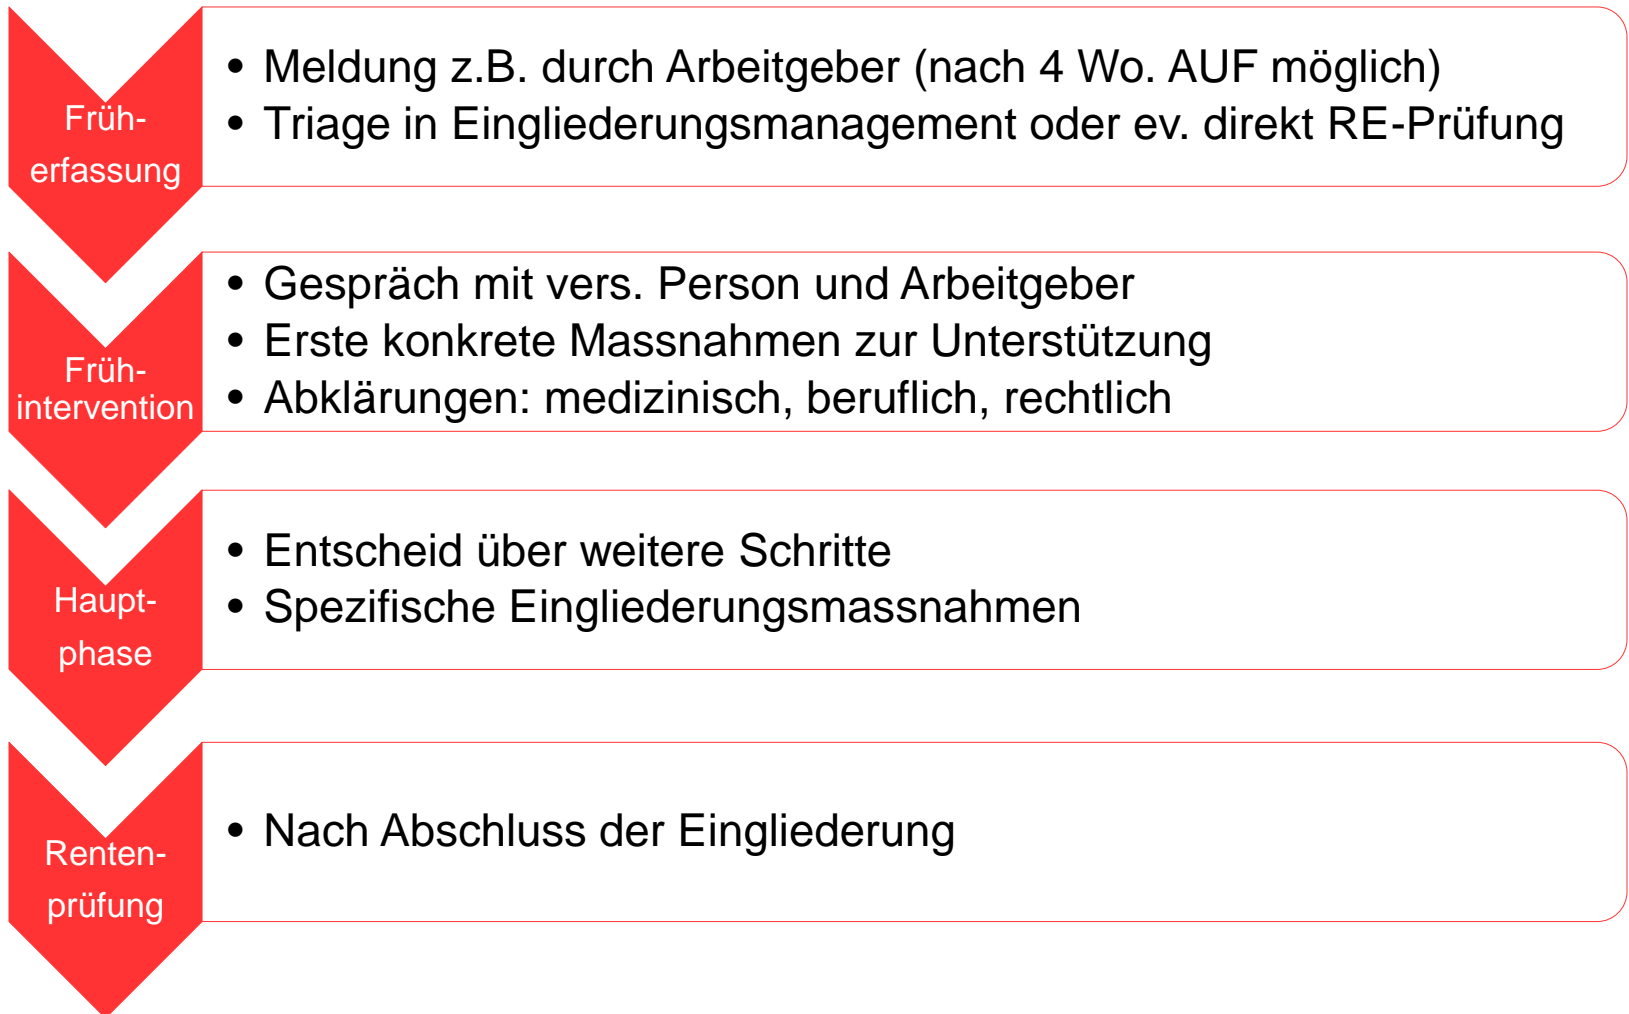 Früh-
erfassung
• Meldung z.B. durch Arbeitgeber (nach 4 Wo. AUF möglich)
• Triage in Eingliederungsmanagement oder ev. direkt RE-Prüfung
Früh-
intervention
• Gespräch mit vers. Person und Arbeitgeber
• Erste konkrete Massnahmen zur Unterstützung
• Abklärungen: medizinisch, beruflich, rechtlich
Haupt-
phase
• Entscheid über weitere Schritte
• Spezifische Eingliederungsmassnahmen
Renten-
prüfung
• Nach Abschluss der Eingliederung